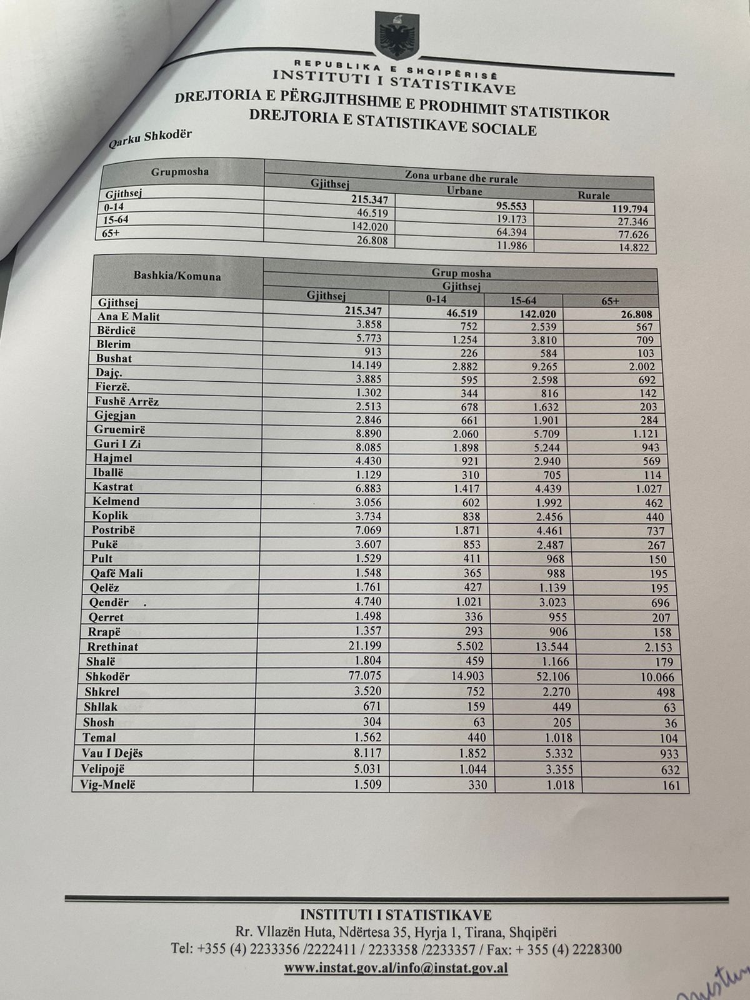 REPUBLIKA E SHQIPËRISË
INSTITUTI I STATISTIKAVE
DREJTORIA E PËRGJITHSHME E PRODHIMIT STATISTIKOR
DREJTORIA E STATISTIKAVE SOCIALE
Qarku Shkodër
Grupmosha Zona urbane dhe rurale
Gjithsej Urbane Rurale
Gjithsej 215.347 95.553 119.794
0-14 46.519 19.173 27.346
15-64 142.020 64.394 77.626
65+ 26.808 11.986 14.822
Bashkia/Komuna Grup mosha
Gjithsej
Gjithsej 0-14 15-64 65+
Gjithsej 215.347 46.519 142.020 26.808
Ana E Malit 3.858 752 2.539 567
Bërdicë 5.773 1.254 3.810 709
Blerim 913 226 584 103
Bushat 14.149 2.882 9.265 2.002
Dajç. 3.885 595 2.598 692
Fierzë. 1.302 344 816 142
Fushë Arrëz 2.513 678 1.632 203
Gjegjan 2.846 661 1.901 284
Gruemirë 8.890 2.060 5.709 1.121
Guri I Zi 8.085 1.898 5.244 943
Hajmel 4.430 921 2.940 569
Iballë 1.129 310 705 114
Kastrat 6.883 1.417 4.439 1.027
Kelmend 3.056 602 1.992 462
Koplik 3.734 838 2.456 440
Postribë 7.069 1.871 4.461 737
Pukë 3.607 853 2.487 267
Pult 1.529 411 968 150
Qafë Mali 1.548 365 988 195
Qelëz 1.761 427 1.139 195
Qendër 4.740 1.021 3.023 696
Qerret 1.498 336 955 207
Rrapë 1.357 293 906 158
Rrethinat 21.199 5.502 13.544 2.153
Shalë 1.804 459 1.166 179
Shkodër 77.075 14.903 52.106 10.066
Shkrel 3.520 752 2.270 498
Shllak 671 159 449 63
Shosh 304 63 205 36
Temal 1.562 440 1.018 104
Vau I Dejës 8.117 1.852 5.332 933
Velipojë 5.031 1.044 3.355 632
Vig-Mnelë 1.509 330 1.018 161
INSTITUTI I STATISTIKAVE
Rr. Vllazën Huta, Ndërtesa 35, Hyrja 1, Tirana, Shqipëri
Tel: +355 (4) 2233356 /2222411 / 2233358 /2233357 / Fax: + 355 (4) 2228300
www.instat.gov.al/info@instat.gov.al